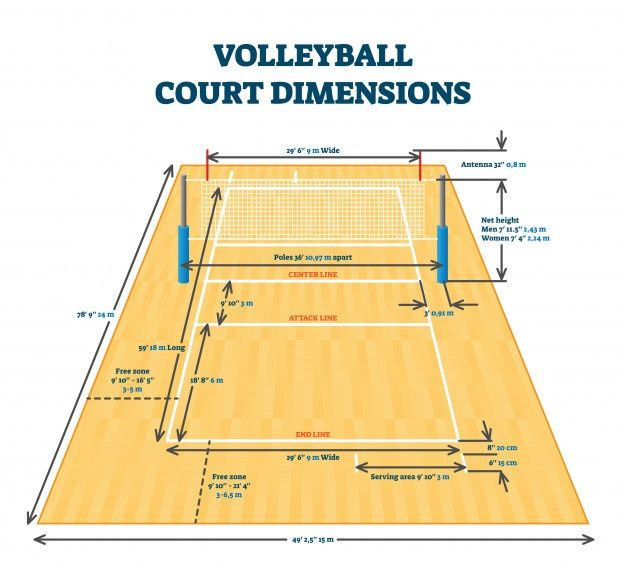 VOLLEYBALL
COURT DIMENSIONS
29' 6" 9 m Wide
Antenna 32" 0,8 m
Net height
Men 7' 11.5" 2,43 m
Women 7' 4" 2,24 m
Poles 36' 10,97 m apart
CENTER LINE
9' 10" 3 m
3' 0,91 m
78' 9" 24 m
ATTACK LINE
59' 18 m Long
Free zone
9' 10" - 16' 5"
3-5 m
18' 8" 6 m
END LINE
8" 20 cm
29' 6" 9 m Wide
6" 15 cm
Free zone
9' 10" - 21' 4"
3-6,5 m
Serving area 9' 10" 3 m
49' 2,5" 15 m